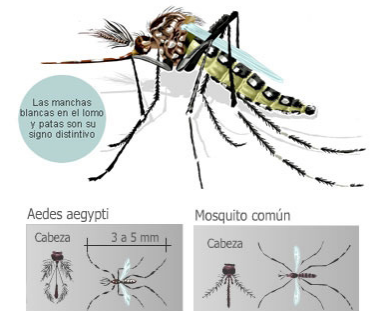 Las manchas
blancas en el lomo
y patas son su
signo distintivo
Aedes aegypti
Cabeza
3 a 5 mm
Mosquito común
Cabeza